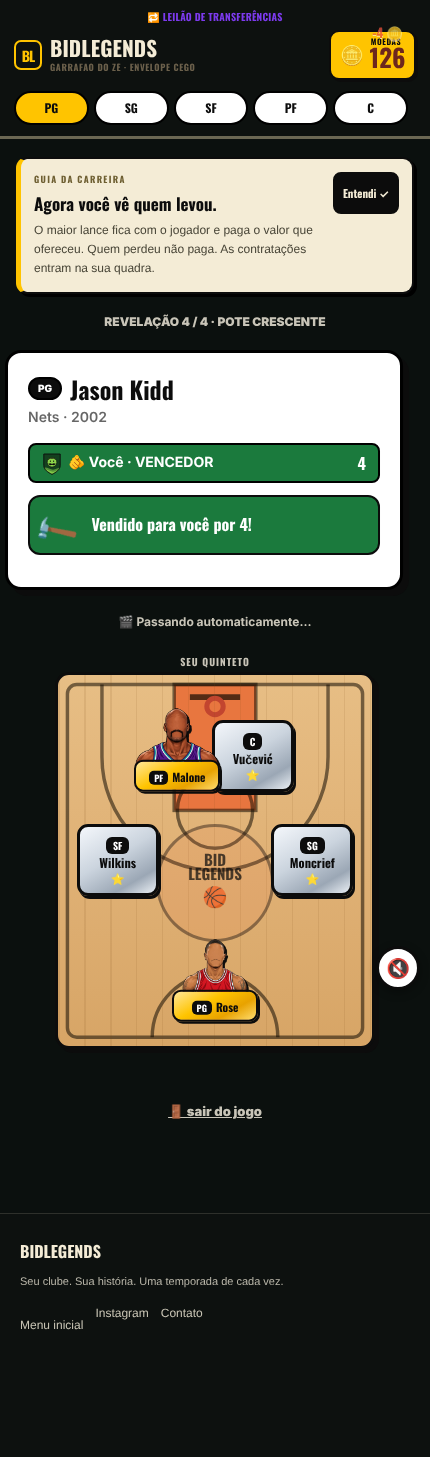 🔁 LEILÃO DE TRANSFERÊNCIAS
BL
BIDLEGENDS
GARRAFAO DO ZE · ENVELOPE CEGO
-4
MOEDAS
126
PG
SG
SF
PF
C
GUIA DA CARREIRA
Agora você vê quem levou.
Entendi ✓
O maior lance fica com o jogador e paga o valor que
ofereceu. Quem perdeu não paga. As contratações
entram na sua quadra.
REVELAÇÃO 4 / 4 · POTE CRESCENTE
PG Jason Kidd
Nets · 2002
Você · VENCEDOR 4
Vendido para você por 4!
🎬 Passando automaticamente...
SEU QUINTETO
C
Vučević
PF Malone
SF
Wilkins
SG
Moncrief
BID
LEGENDS
PG Rose
🚪 sair do jogo
BIDLEGENDS
Seu clube. Sua história. Uma temporada de cada vez.
Menu inicial
Instagram
Contato